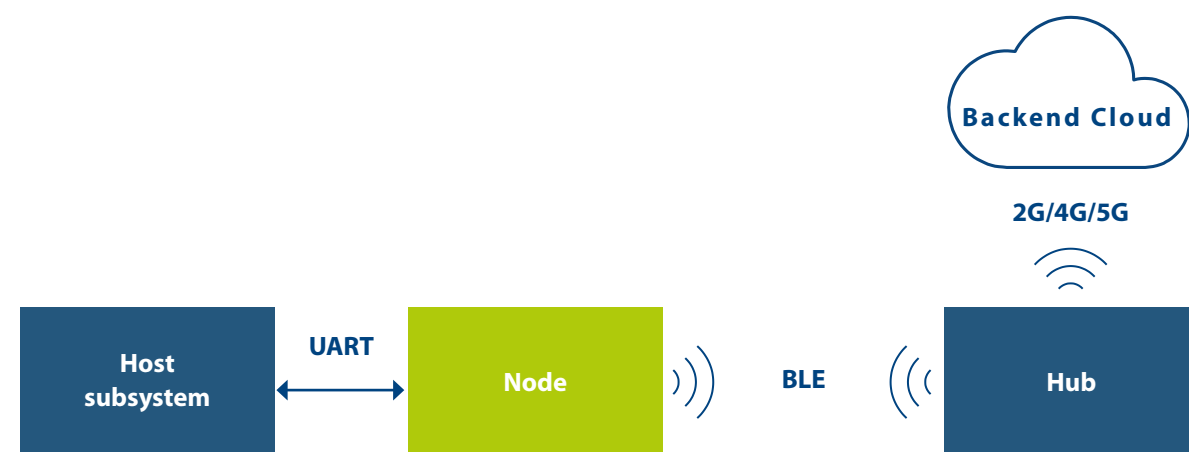 Backend Cloud
2G/4G/5G
Host
subsystem
UART
Node
BLE
Hub